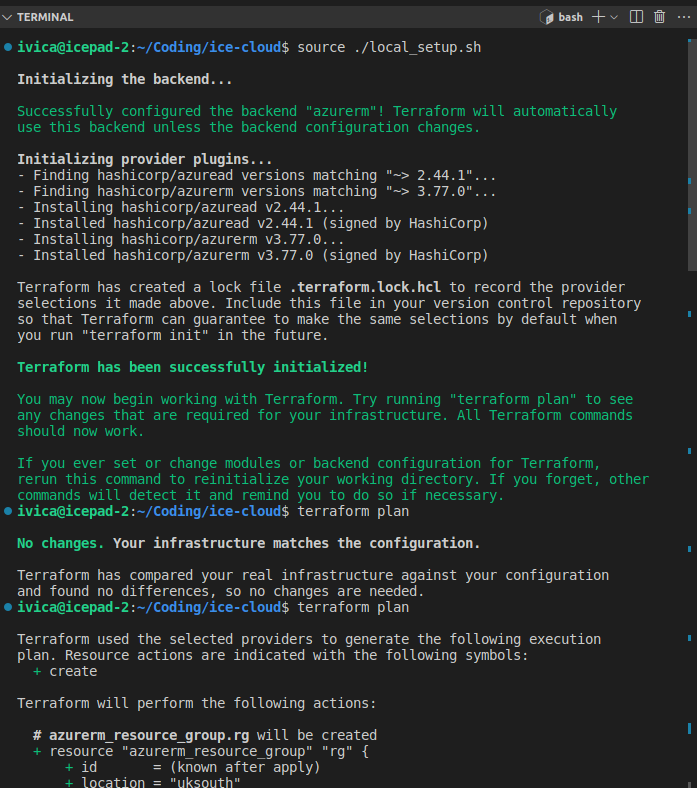 TERMINAL
bash
ivica@icepad-2:~/Coding/ice-cloud$ source ./local_setup.sh
Initializing the backend...
Successfully configured the backend "azurerm"! Terraform will automatically
use this backend unless the backend configuration changes.
Initializing provider plugins...
- Finding hashicorp/azuread versions matching "~> 2.44.1"...
- Finding hashicorp/azurerm versions matching "~> 3.77.0"...
- Installing hashicorp/azuread v2.44.1...
- Installed hashicorp/azuread v2.44.1 (signed by HashiCorp)
- Installing hashicorp/azurerm v3.77.0...
- Installed hashicorp/azurerm v3.77.0 (signed by HashiCorp)
Terraform has created a lock file .terraform.lock.hcl to record the provider
selections it made above. Include this file in your version control repository
so that Terraform can guarantee to make the same selections by default when
you run "terraform init" in the future.
Terraform has been successfully initialized!
You may now begin working with Terraform. Try running "terraform plan" to see
any changes that are required for your infrastructure. All Terraform commands
should now work.
If you ever set or change modules or backend configuration for Terraform,
rerun this command to reinitialize your working directory. If you forget, other
commands will detect it and remind you to do so if necessary.
ivica@icepad-2:~/Coding/ice-cloud$ terraform plan
No changes. Your infrastructure matches the configuration.
Terraform has compared your real infrastructure against your configuration
and found no differences, so no changes are needed.
ivica@icepad-2:~/Coding/ice-cloud$ terraform plan
Terraform used the selected providers to generate the following execution
plan. Resource actions are indicated with the following symbols:
+ create
Terraform will perform the following actions:
# azurerm_resource_group.rg will be created
+ resource "azurerm_resource_group" "rg" {
+ id       = (known after apply)
+ location = "uksouth"